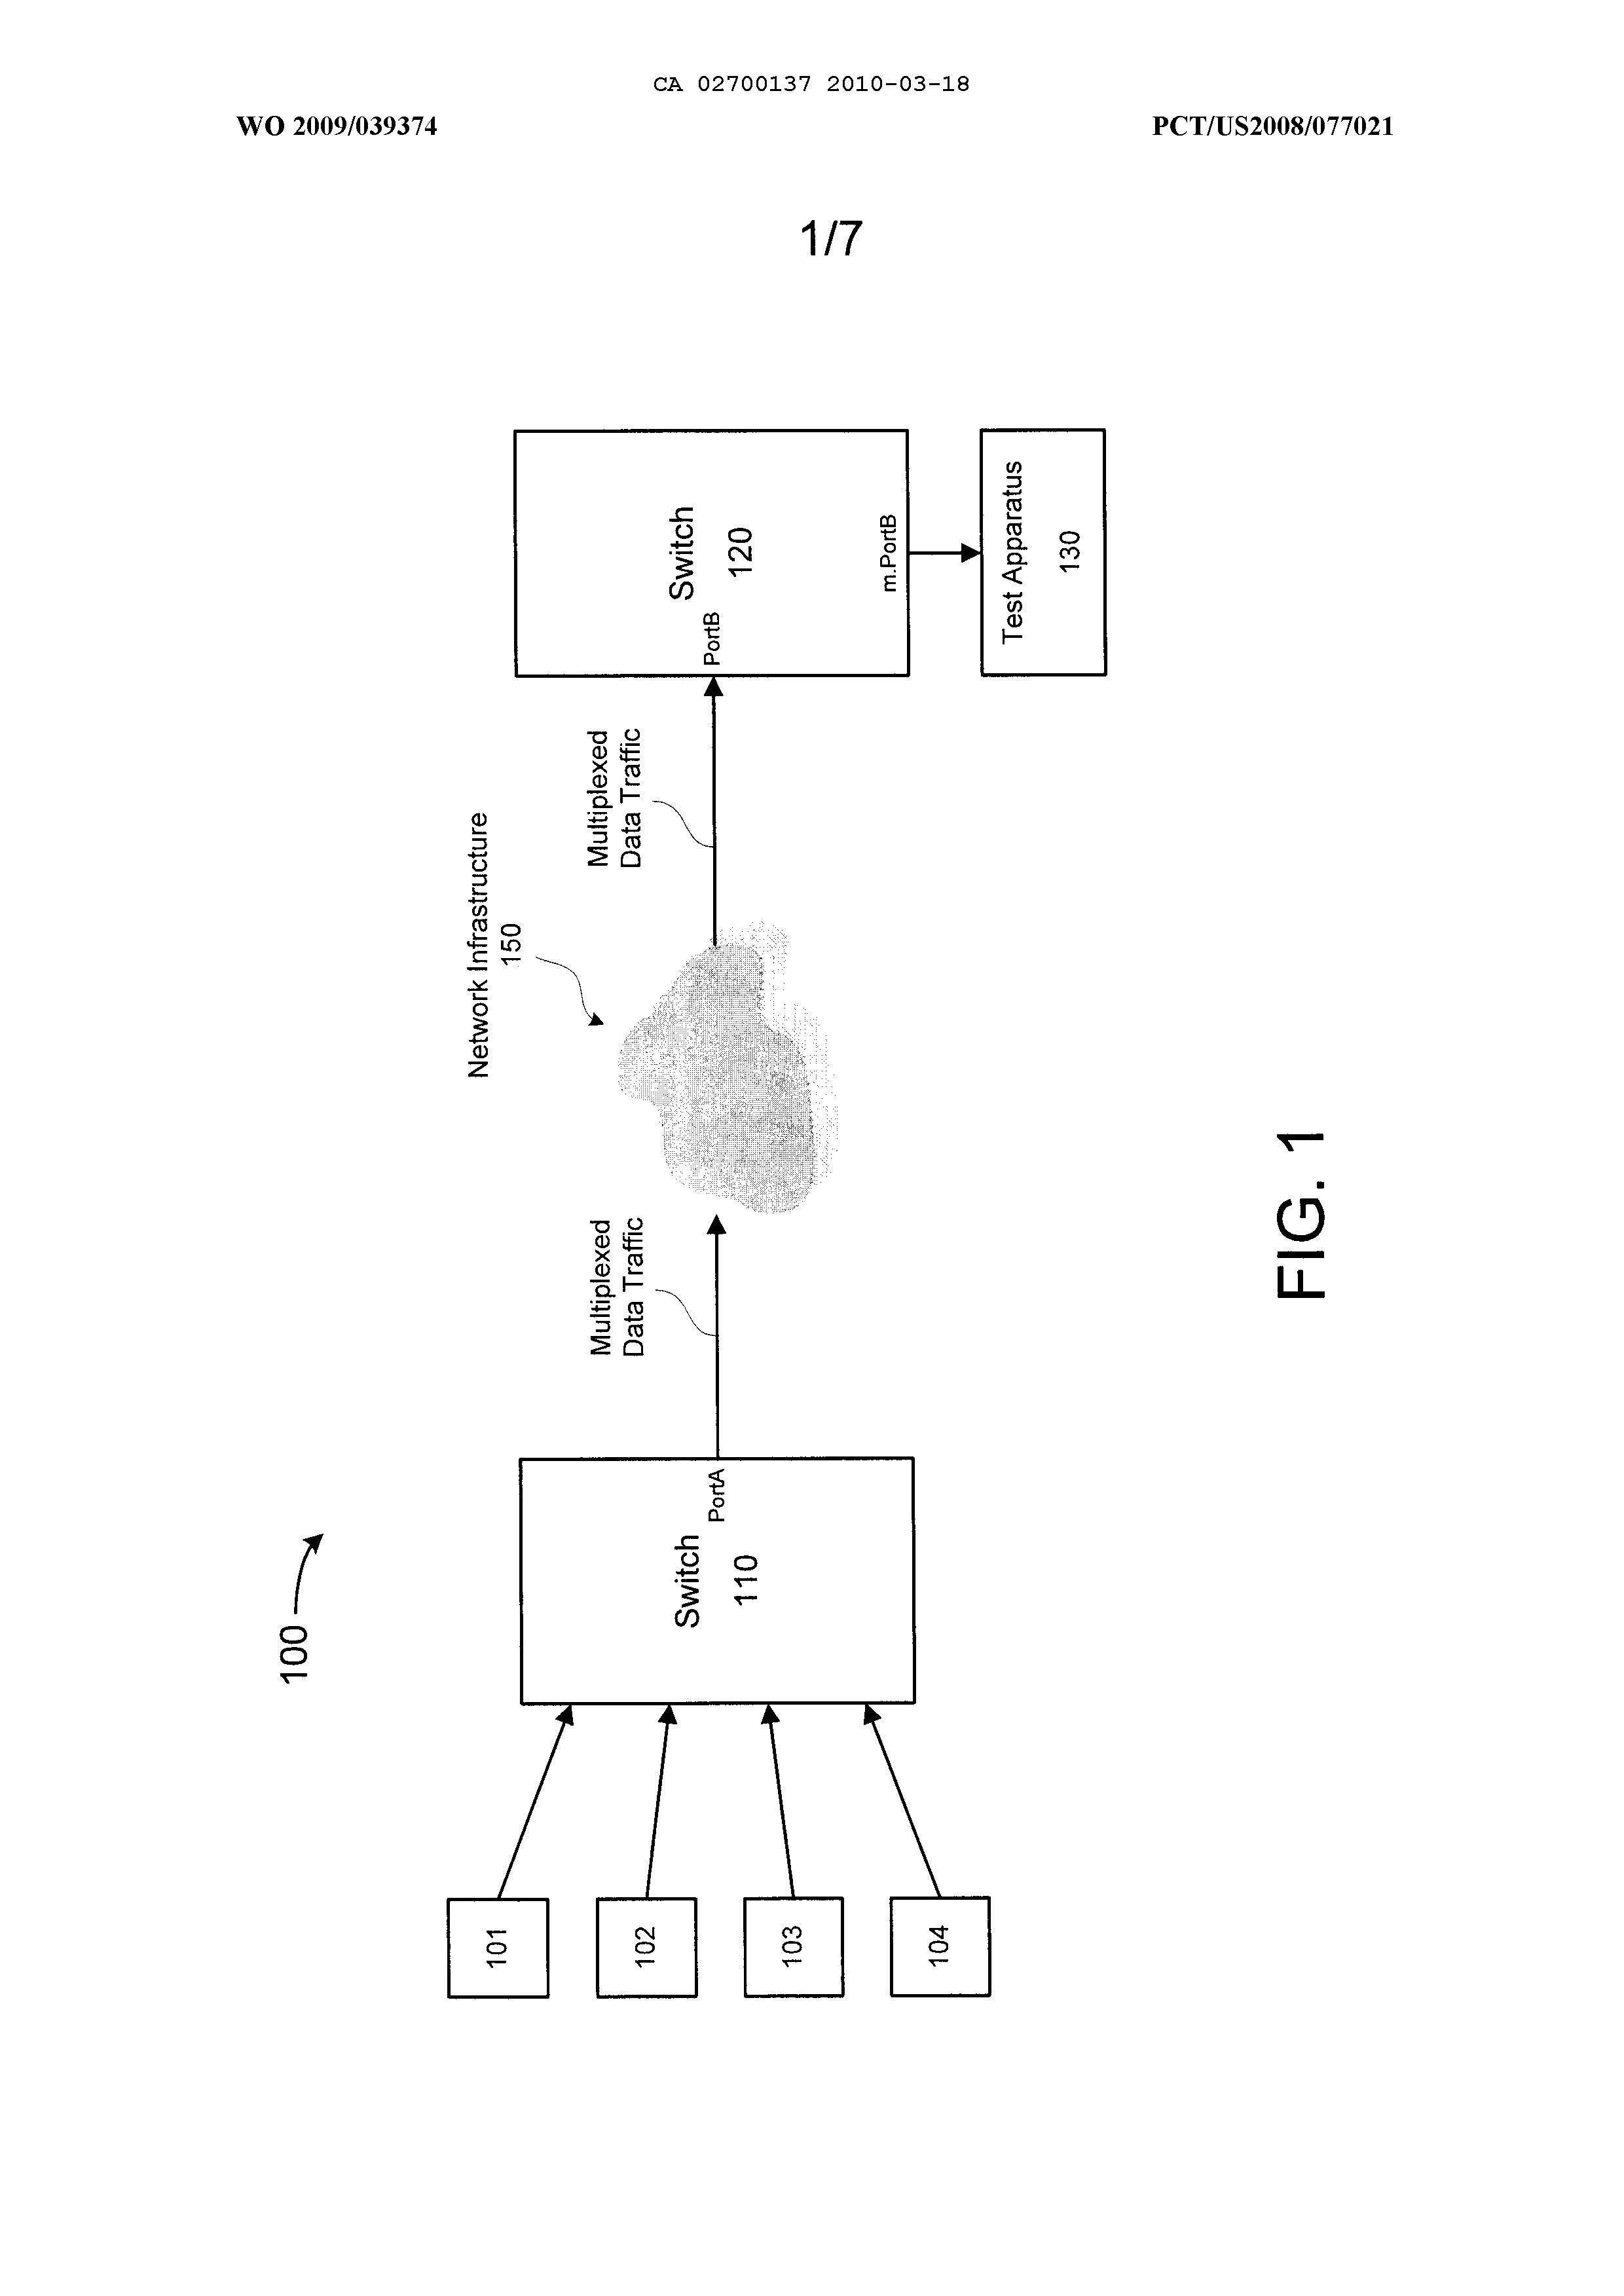 CA 02700137 2010-03-18
WO 2009/039374
PCT/US2008/077021
1/7
100
101
102
103
104
Switch
110
PortA
Multiplexed
Data Traffic
Network Infrastructure
150
Multiplexed
Data Traffic
PortB
Switch
120
m.PortB
Test Apparatus
130
FIG. 1